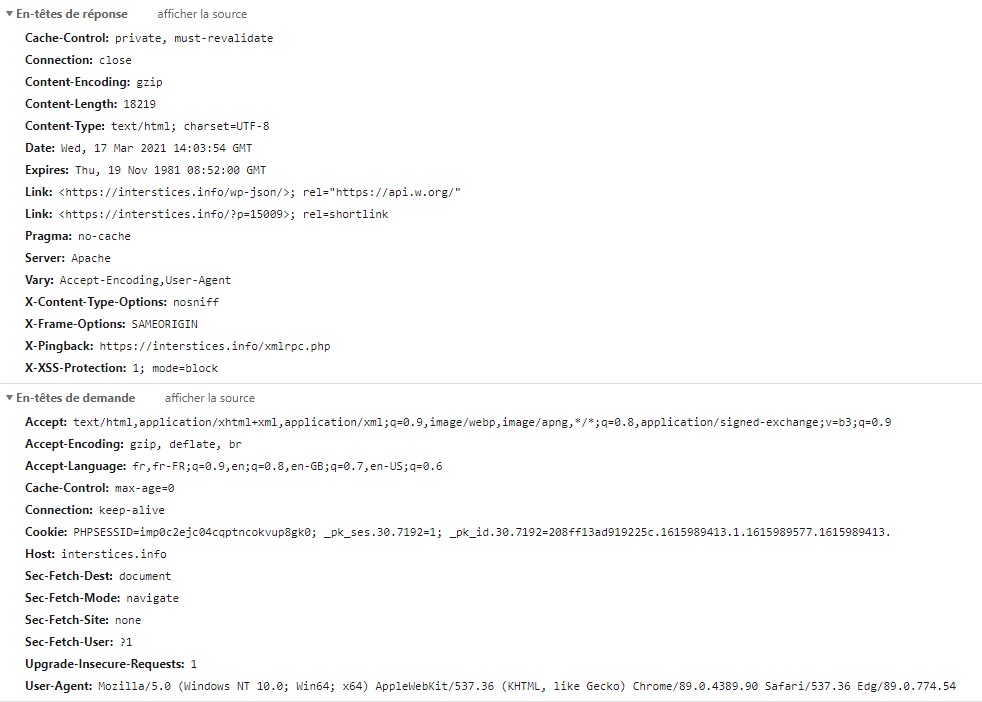 En-têtes de réponse afficher la source
Cache-Control: private, must-revalidate
Connection: close
Content-Encoding: gzip
Content-Length: 18219
Content-Type: text/html; charset=UTF-8
Date: Wed, 17 Mar 2021 14:03:54 GMT
Expires: Thu, 19 Nov 1981 08:52:00 GMT
Link: <https://interstices.info/wp-json/>; rel="https://api.w.org/"
Link: <https://interstices.info/?p=15009>; rel=shortlink
Pragma: no-cache
Server: Apache
Vary: Accept-Encoding,User-Agent
X-Content-Type-Options: nosniff
X-Frame-Options: SAMEORIGIN
X-Pingback: https://interstices.info/xmlrpc.php
X-XSS-Protection: 1; mode=block
En-têtes de demande afficher la source
Accept: text/html,application/xhtml+xml,application/xml;q=0.9,image/webp,image/apng,*/*;q=0.8,application/signed-exchange;v=b3;q=0.9
Accept-Encoding: gzip, deflate, br
Accept-Language: fr,fr-FR;q=0.9,en;q=0.8,en-GB;q=0.7,en-US;q=0.6
Cache-Control: max-age=0
Connection: keep-alive
Cookie: PHPSESSID=imp0c2ejc04cqptncokvup8gk0; _pk_ses.30.7192=1; _pk_id.30.7192=208ff13ad919225c.1615989413.1.1615989577.1615989413.
Host: interstices.info
Sec-Fetch-Dest: document
Sec-Fetch-Mode: navigate
Sec-Fetch-Site: none
Sec-Fetch-User: ?1
Upgrade-Insecure-Requests: 1
User-Agent: Mozilla/5.0 (Windows NT 10.0; Win64; x64) AppleWebKit/537.36 (KHTML, like Gecko) Chrome/89.0.4389.90 Safari/537.36 Edg/89.0.774.54